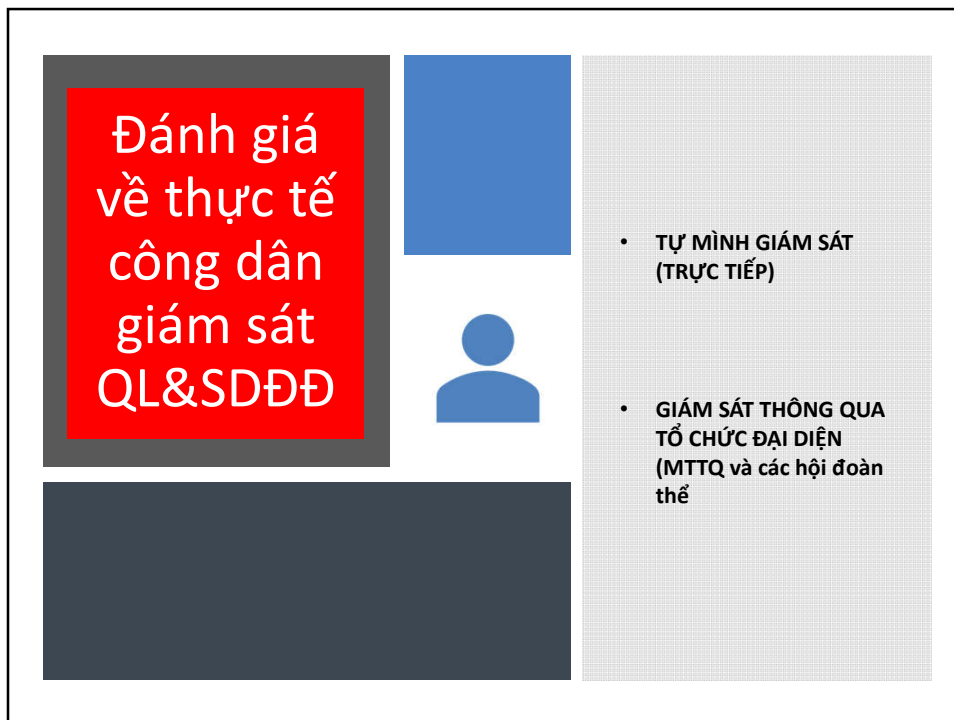 Đánh giá
về thực tế
công dân
giám sát
QL&SDĐĐ
• TỰ MÌNH GIÁM SÁT
(TRỰC TIẾP)
• GIÁM SÁT THÔNG QUA
TỔ CHỨC ĐẠI DIỆN
(MTTQ và các hội đoàn
thể